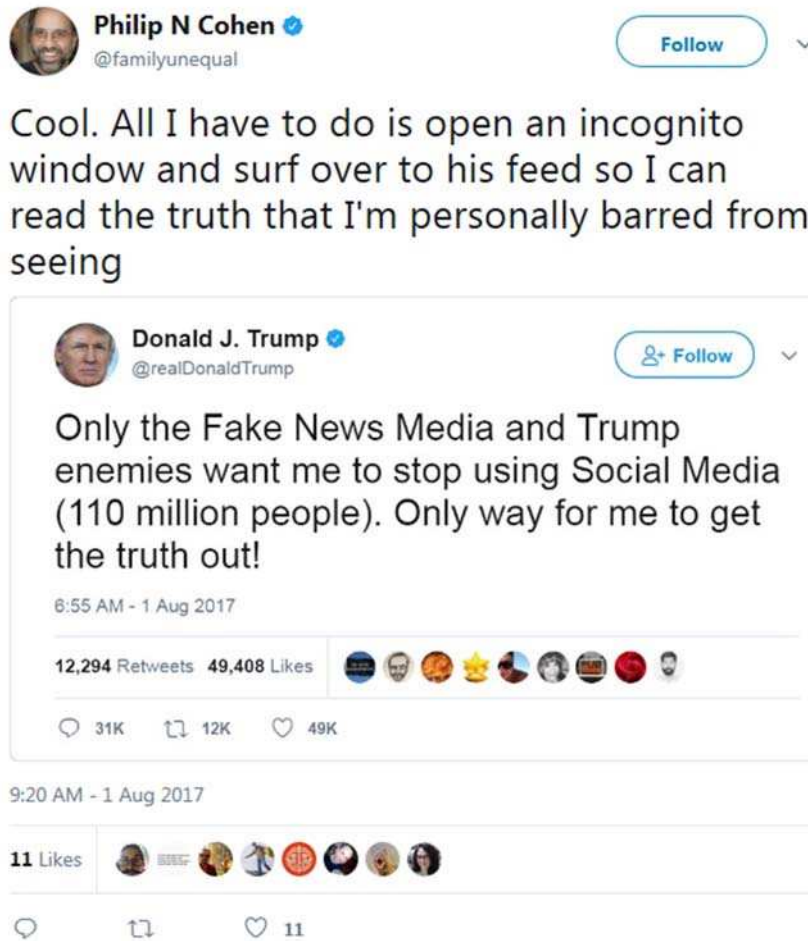 Philip N Cohen
@familyunequal
Follow
Cool. All I have to do is open an incognito
window and surf over to his feed so I can
read the truth that I'm personally barred from
seeing
Donald J. Trump
@realDonaldTrump
Follow
Only the Fake News Media and Trump
enemies want me to stop using Social Media
(110 million people). Only way for me to get
the truth out!
6:55 AM - 1 Aug 2017
12,294 Retweets 49,408 Likes
31K 12K 49K
9:20 AM - 1 Aug 2017
11 Likes
11